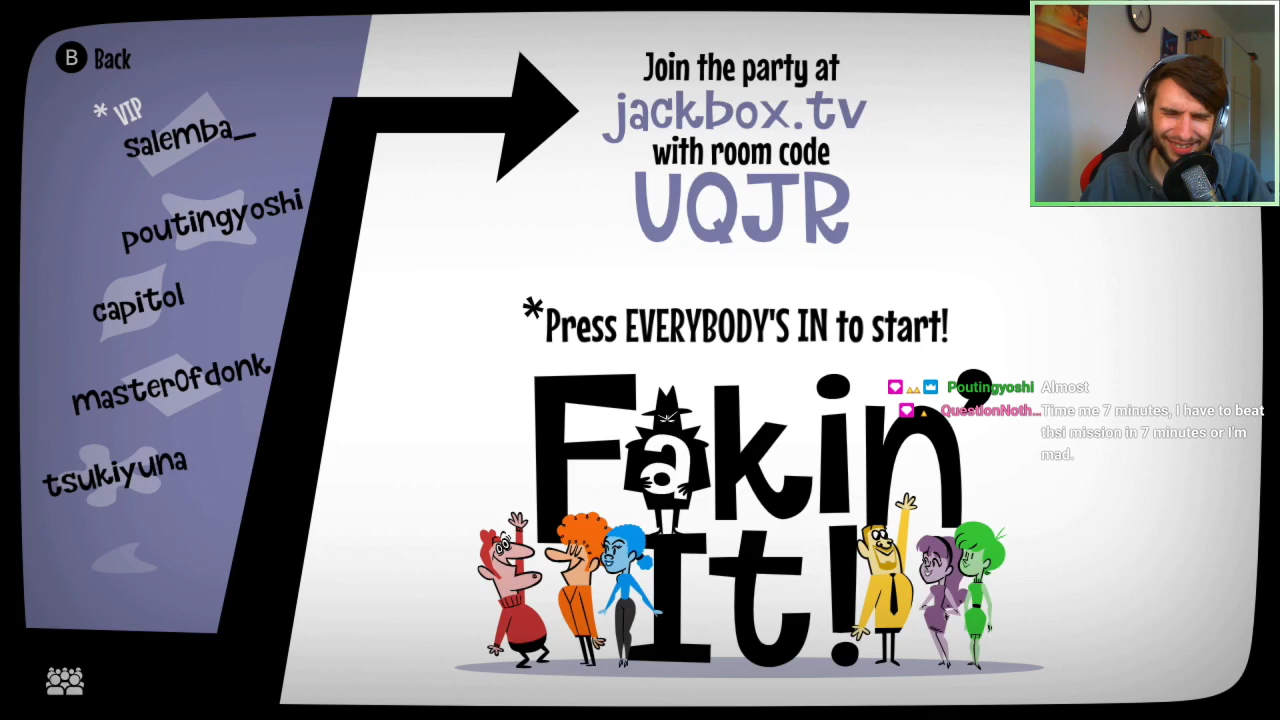 B Back
* VIP
salemba_
poutingyoshi
capitol
masterOfdonk
tsukiyuna
Join the party at
jackbox.tv
with room code
UQJR
*Press EVERYBODY'S IN to start!
Fakin'
It!
Poutingyoshi Almost
QuestionNoth... Time me 7 minutes, I have to beat
thsi mission in 7 minutes or I'm
mad.